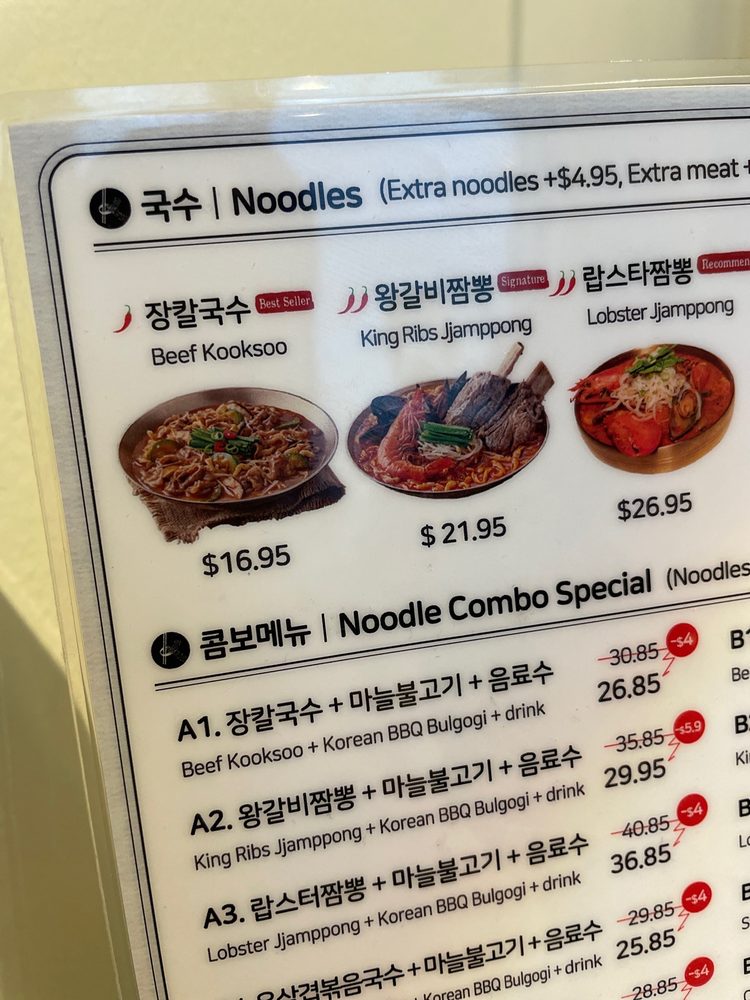 국수 | Noodles (Extra noodles +$4.95, Extra meat +
장칼국수 Best Seller
Beef Kooksoo
$16.95
왕갈비짬뽕 Signature
King Ribs Jjamppong
$21.95
랍스타짬뽕
Lobster Jjamppong
$26.95
콤보메뉴 | Noodle Combo Special (Noodles
A1. 장칼국수 + 마늘불고기 + 음료수
Beef Kooksoo + Korean BBQ Bulgogi + drink
30.85 -$4
26.85
A2. 왕갈비짬뽕 + 마늘불고기 + 음료수
King Ribs Jjamppong + Korean BBQ Bulgogi + drink
35.85 -$5.9
29.95
A3. 랍스터짬뽕 + 마늘불고기 + 음료수
Lobster Jjamppong + Korean BBQ Bulgogi + drink
40.85 -$4
36.85
우삼겹볶음국수 + 마늘불고기 + 음료수
Korean BBQ Bulgogi + drink
29.85 -$4
25.85
28.85 -$4